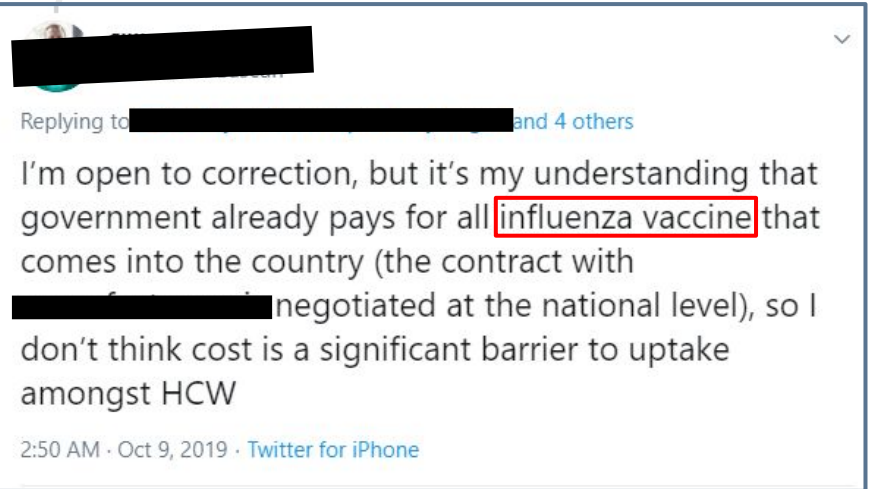 Replying to and 4 others
I’m open to correction, but it’s my understanding that
government already pays for all influenza vaccine that
comes into the country (the contract with
negotiated at the national level), so I
don’t think cost is a significant barrier to uptake
amongst HCW
2:50 AM · Oct 9, 2019 · Twitter for iPhone